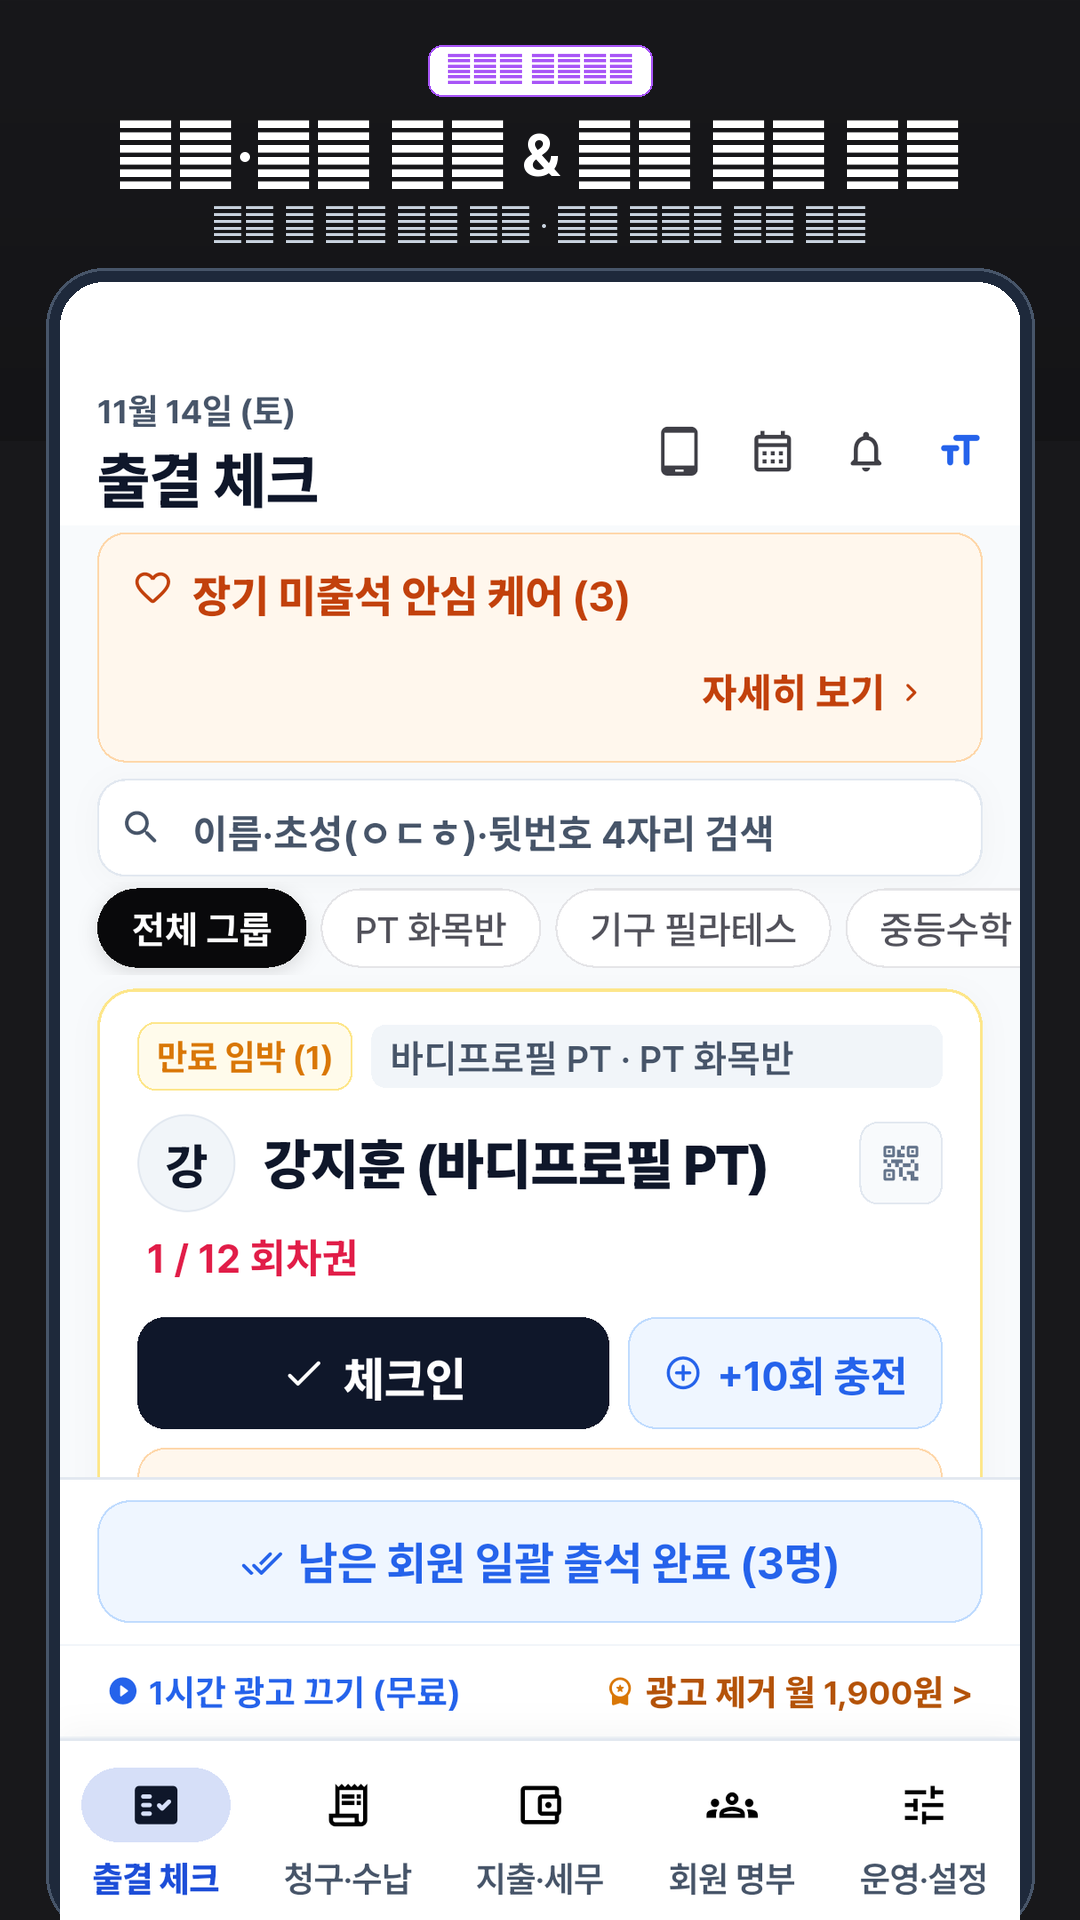 &
11월 14일 (토)
출결 체크
장기 미출석 안심 케어 (3)
자세히 보기 >
이름·초성(ㅇㄷㅎ)·뒷번호 4자리 검색
전체 그룹
PT 화목반
기구 필라테스
중등수학
만료 임박 (1)
바디프로필 PT · PT 화목반
강
강지훈 (바디프로필 PT)
1 / 12 회차권
체크인
+10회 충전
남은 회원 일괄 출석 완료 (3명)
1시간 광고 끄기 (무료)
광고 제거 월 1,900원 >
출결 체크
청구·수납
지출·세무
회원 명부
운영·설정